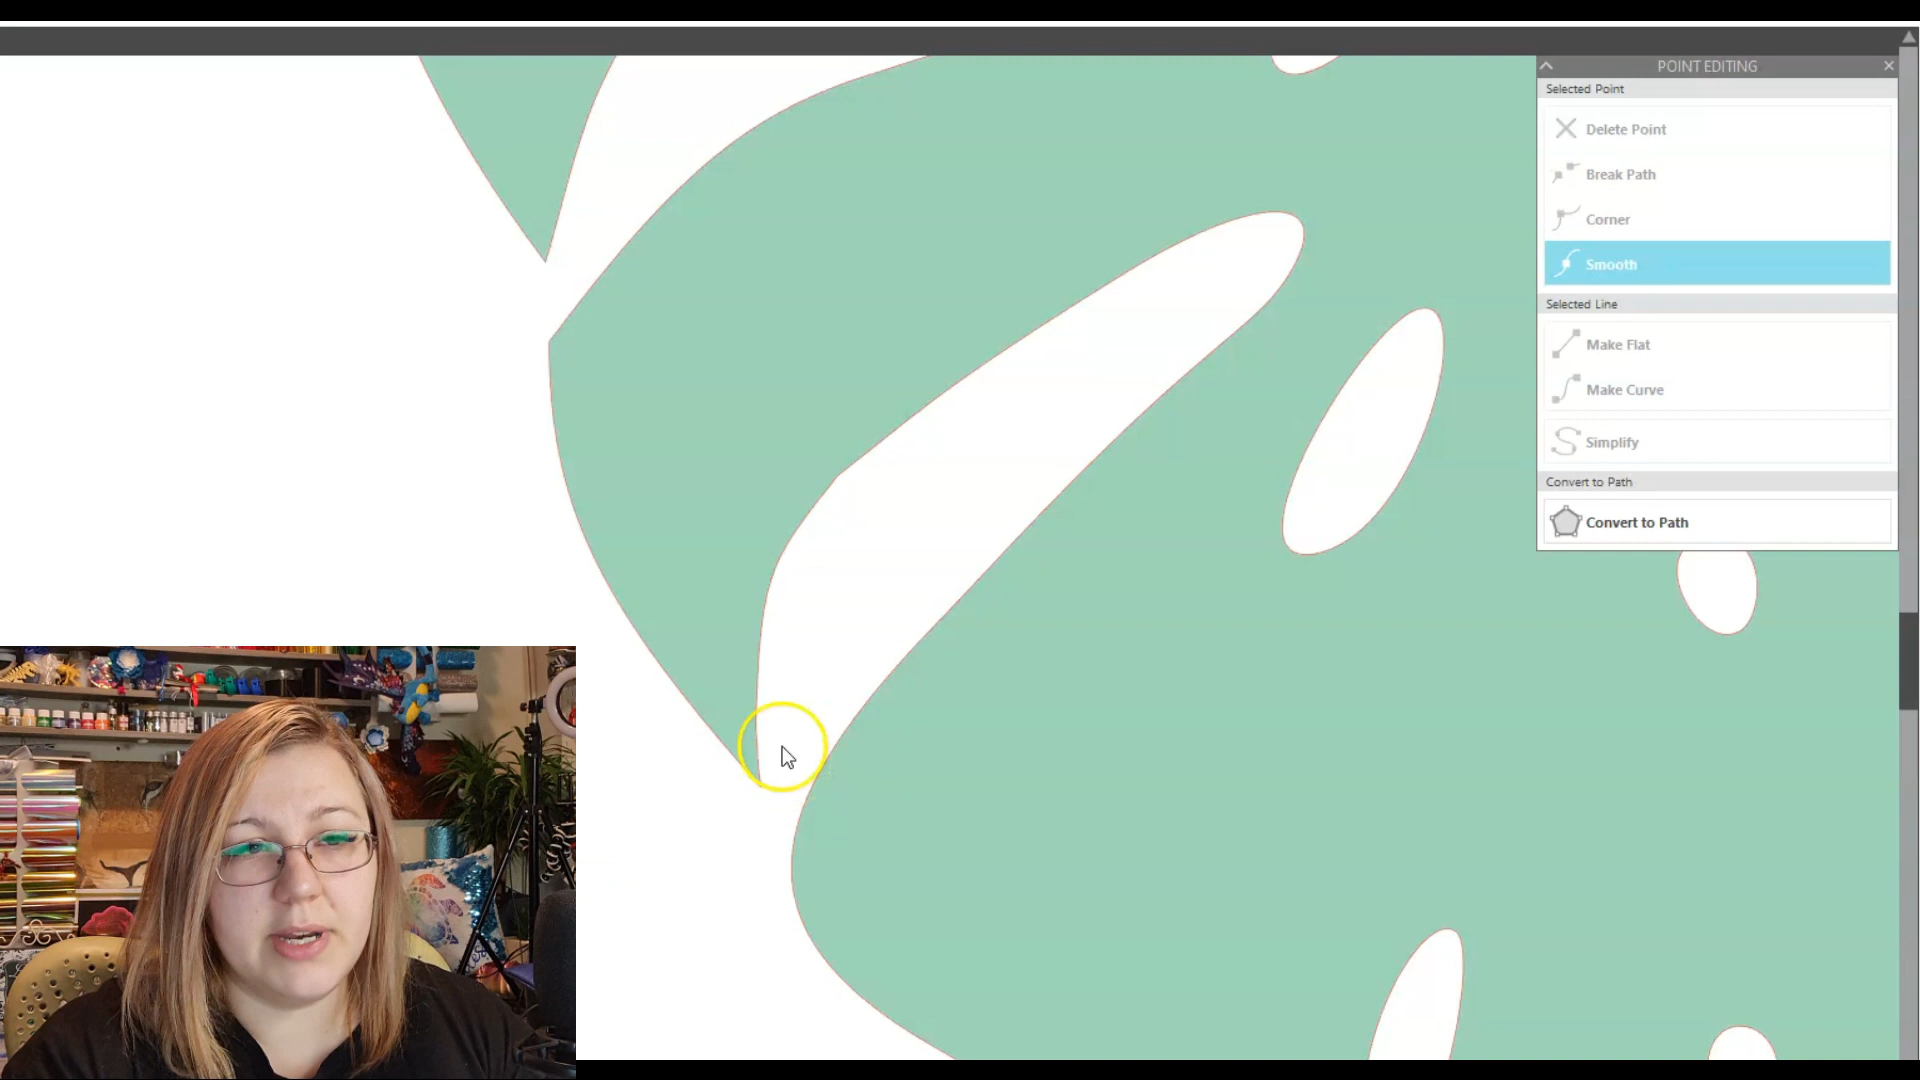 POINT EDITING
Selected Point
Delete Point
Break Path
Corner
Smooth
Selected Line
Make Flat
Make Curve
Simplify
Convert to Path
Convert to Path